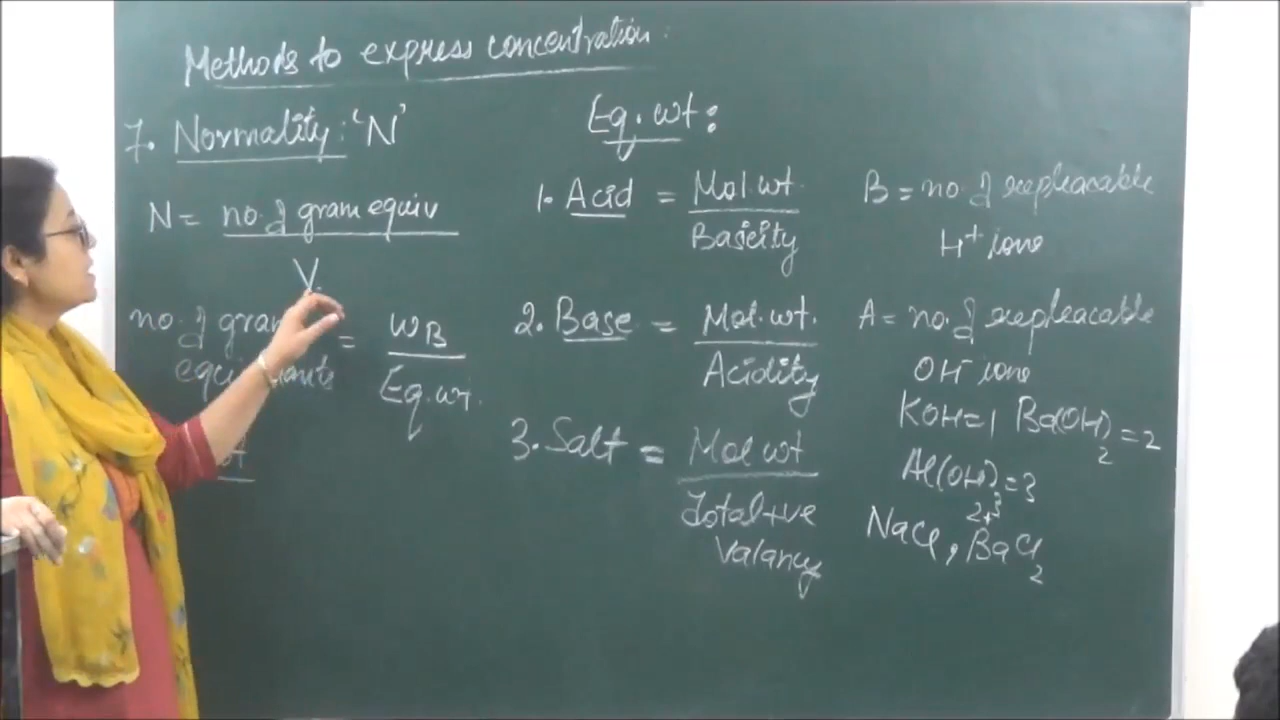 Methods to express concentration:
7. Normality: 'N'
N = no. of gram equiv
V
no. of gram
= WB
Eq. wt.
Eq. wt:
1. Acid = Mol. wt.
Basicity
B = no. of repleacable
H+ ions
2. Base = Mol. wt.
Acidity
A = no. of repleacable
OH- ions
KOH=1 Ba(OH)2 = 2
Al(OH)3 = 3
3. Salt = Mol wt
Total +ve
Valancy
NaCl, BaCl2
2+